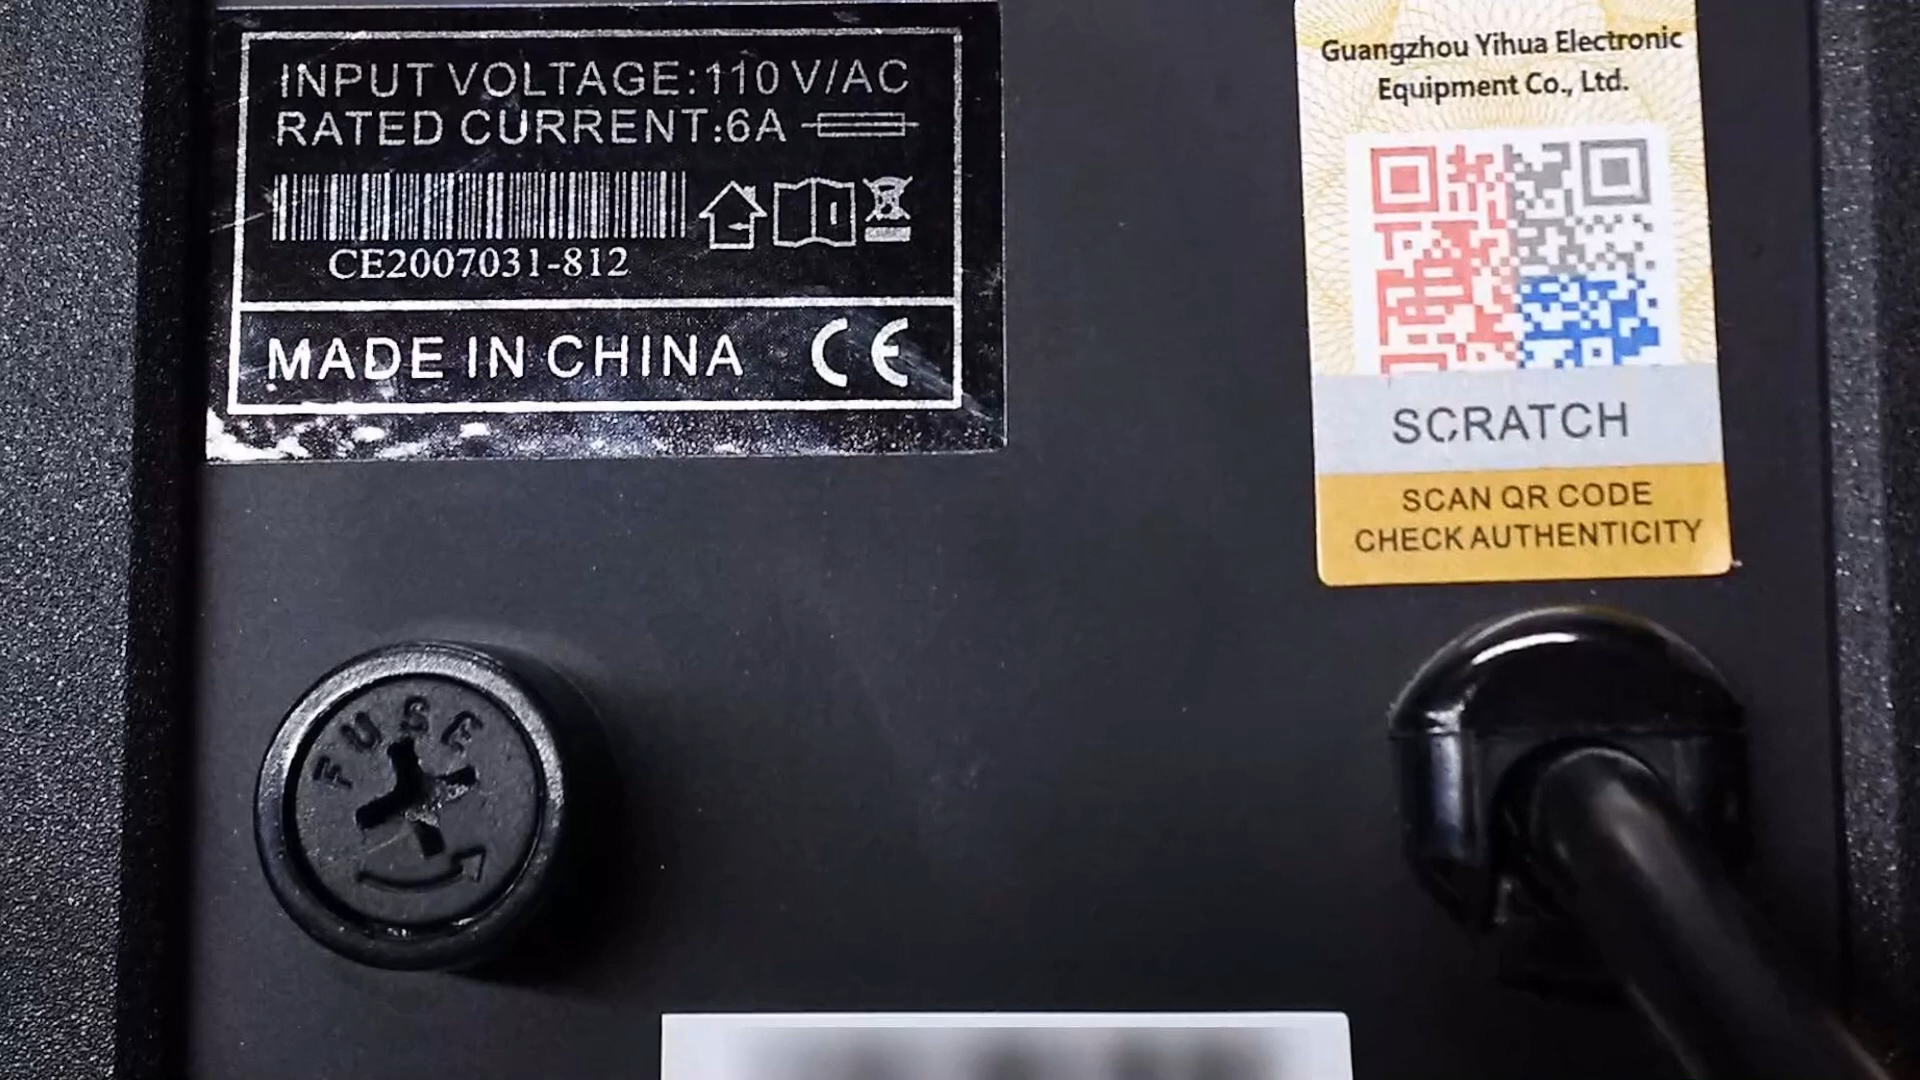 INPUT VOLTAGE:110 V/AC
RATED CURRENT:6A
CE2007031-812
MADE IN CHINA CE
Guangzhou Yihua Electronic
Equipment Co., Ltd.
SCRATCH
SCAN QR CODE
CHECK AUTHENTICITY
FUSE